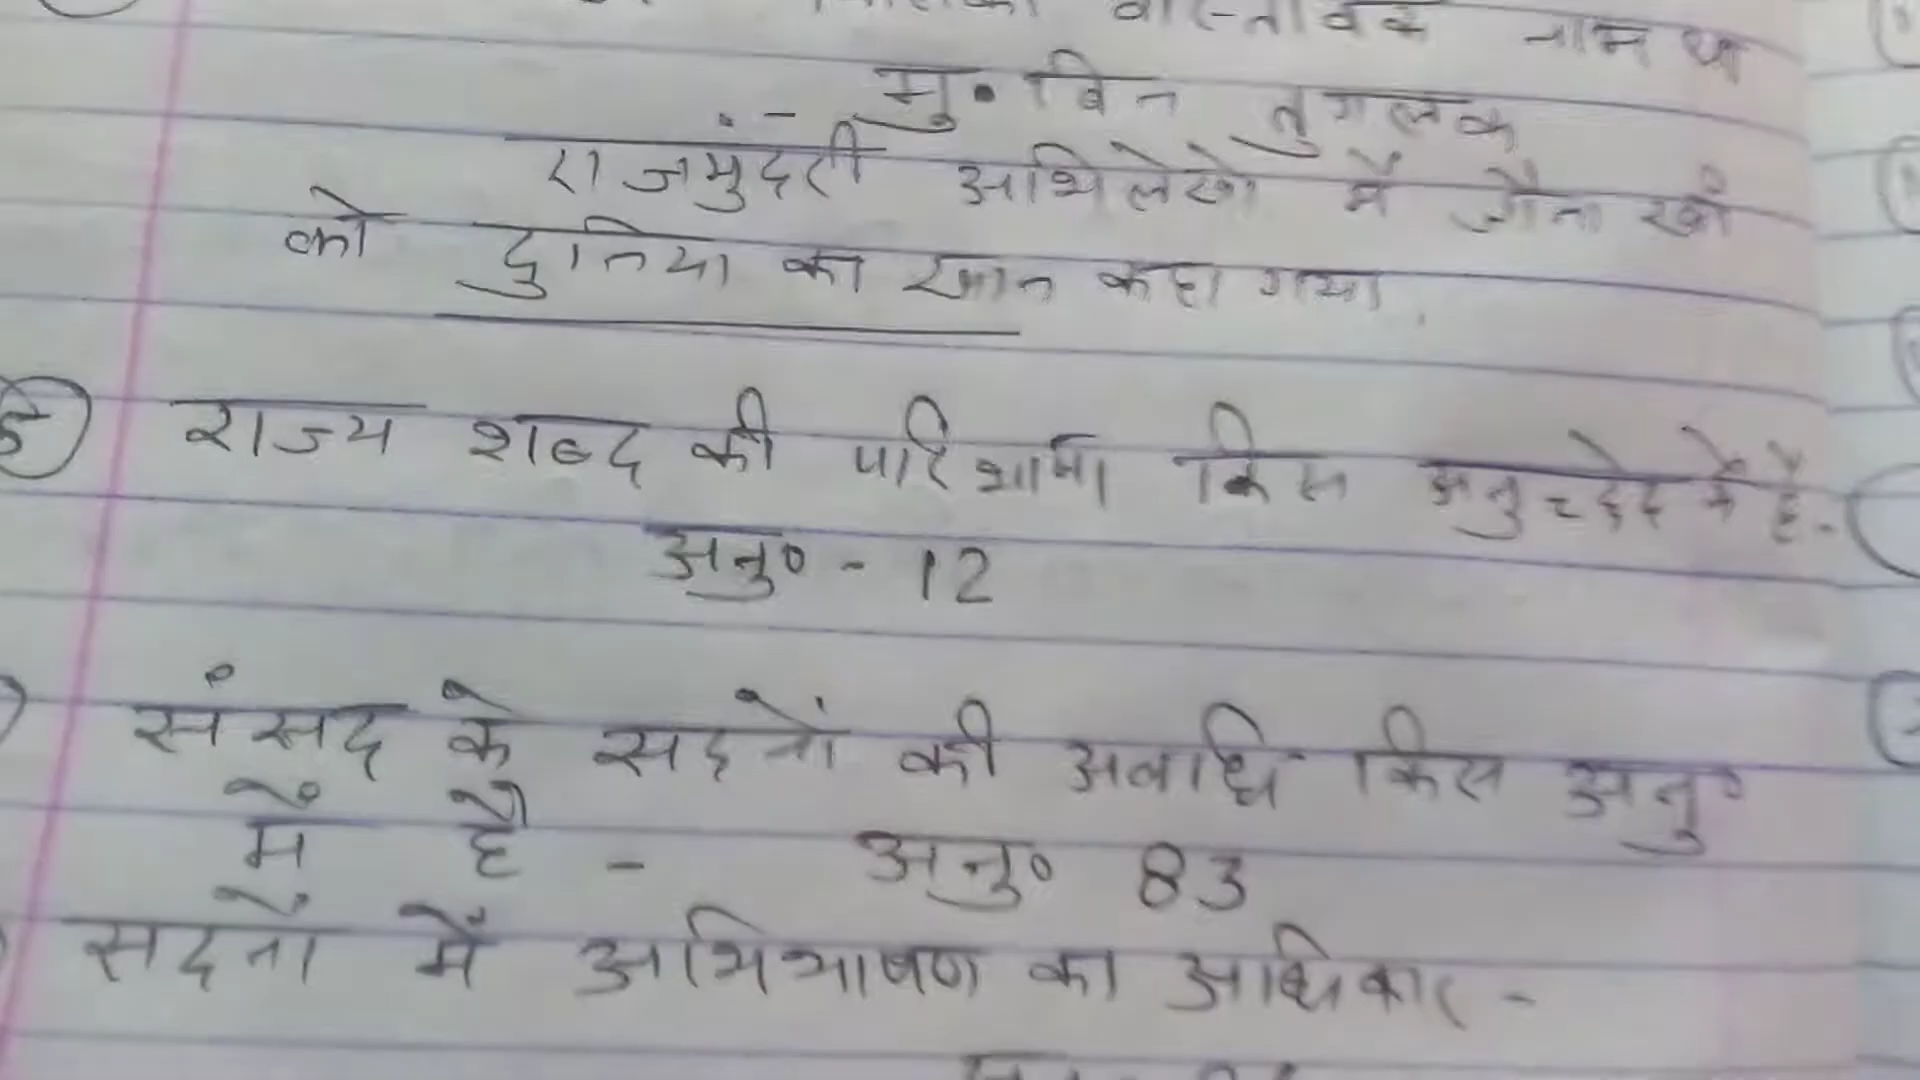 वास्तविक नाम था
मु॰ बिन तुगलक
:- राजमुंदरी अभिलेखो में जौना खाँ
को दुनिया का खान कहा गया
राज्य शब्द की परिभाषा किस अनुच्छेद में है-
अनु० - 12
संसद के सदनों की अवधि किस अनु०
में है - अनु० 83
सदनों में अभिभाषण का अधिकार -